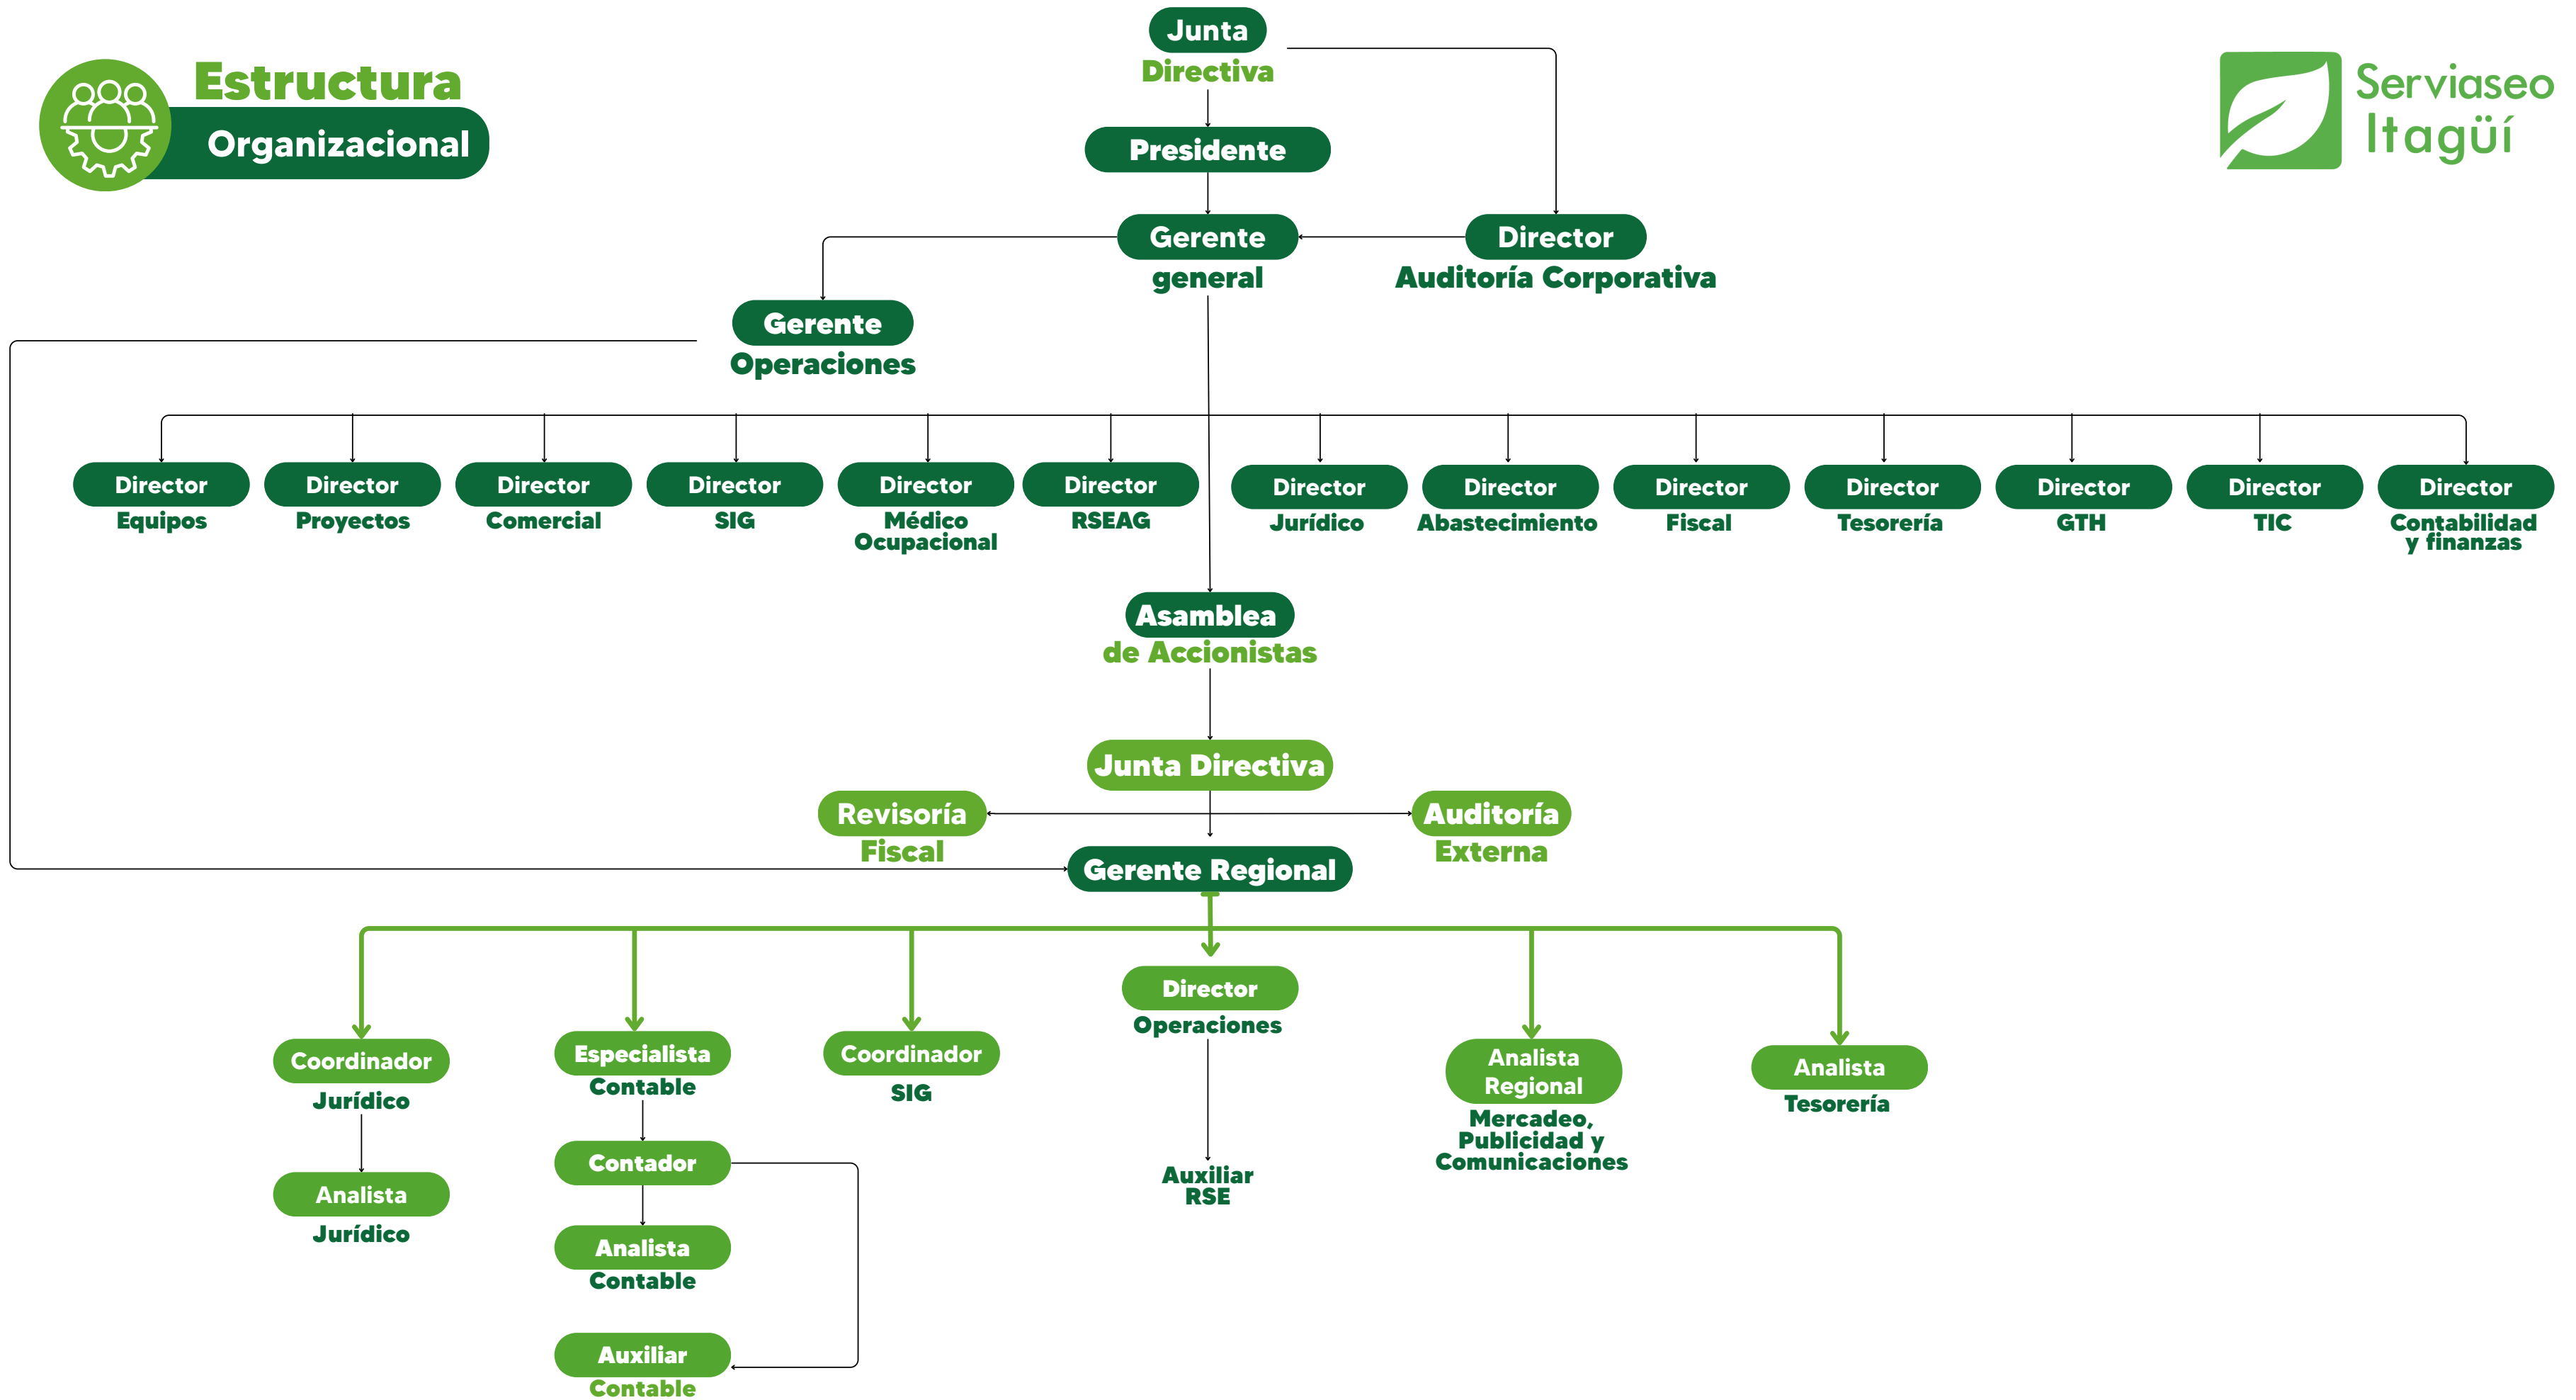 Junta
Directiva
Estructura
Organizacional
Serviaseo
Itagüí
Presidente
Gerente
general
Director
Auditoría Corporativa
Gerente
Operaciones
Director
Equipos
Director
Proyectos
Director
Comercial
Director
SIG
Director
Médico
Ocupacional
Director
RSEAG
Director
Jurídico
Director
Abastecimiento
Director
Fiscal
Director
Tesorería
Director
GTH
Director
TIC
Director
Contabilidad
y finanzas
Asamblea
de Accionistas
Junta Directiva
Revisoría
Fiscal
Auditoría
Externa
Gerente Regional
Coordinador
Jurídico
Analista
Jurídico
Especialista
Contable
Contador
Analista
Contable
Auxiliar
Contable
Coordinador
SIG
Director
Operaciones
Auxiliar
RSE
Analista
Regional
Mercadeo,
Publicidad y
Comunicaciones
Analista
Tesorería